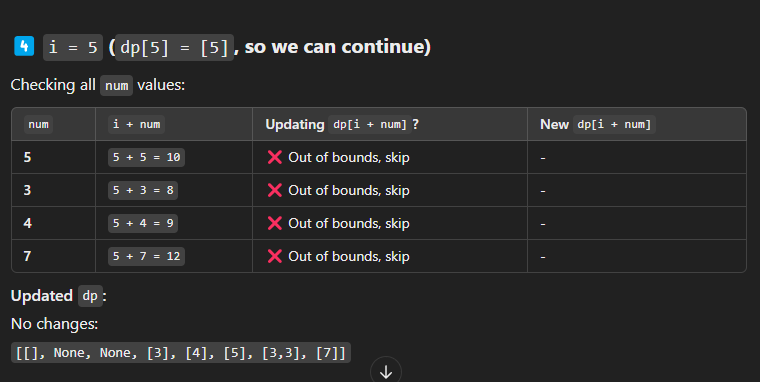 4 i = 5 (dp[5] = [5], so we can continue)
Checking all num values:
num i + num Updating dp[i + num]? New dp[i + num]
5 5 + 5 = 10 ❌ Out of bounds, skip -
3 5 + 3 = 8 ❌ Out of bounds, skip -
4 5 + 4 = 9 ❌ Out of bounds, skip -
7 5 + 7 = 12 ❌ Out of bounds, skip -
Updated dp:
No changes:
[[], None, None, [3], [4], [5], [3,3], [7]]